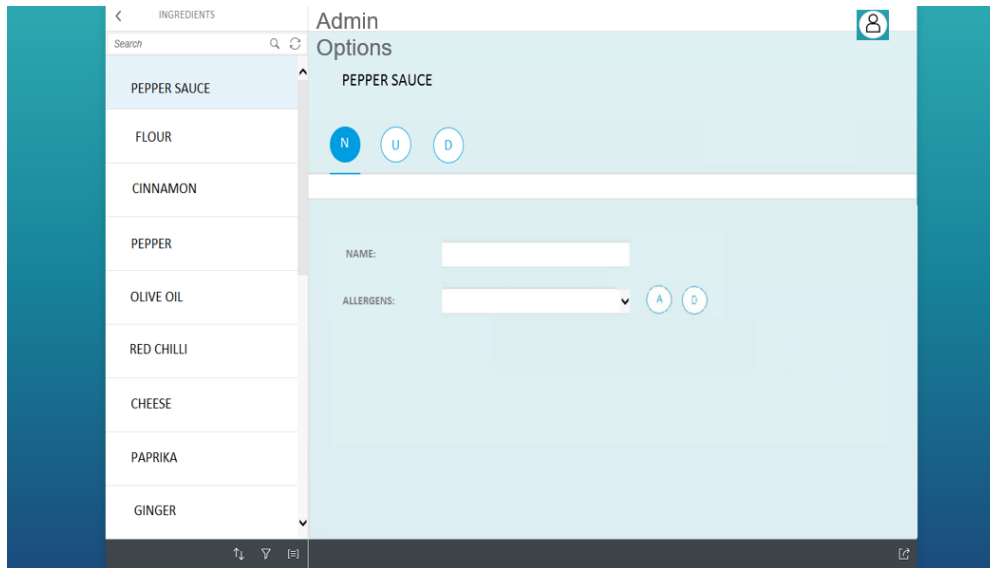 INGREDIENTS
Search
PEPPER SAUCE
FLOUR
CINNAMON
PEPPER
OLIVE OIL
RED CHILLI
CHEESE
PAPRIKA
GINGER
Admin
Options
PEPPER SAUCE
N U D
NAME:
ALLERGENS: A D